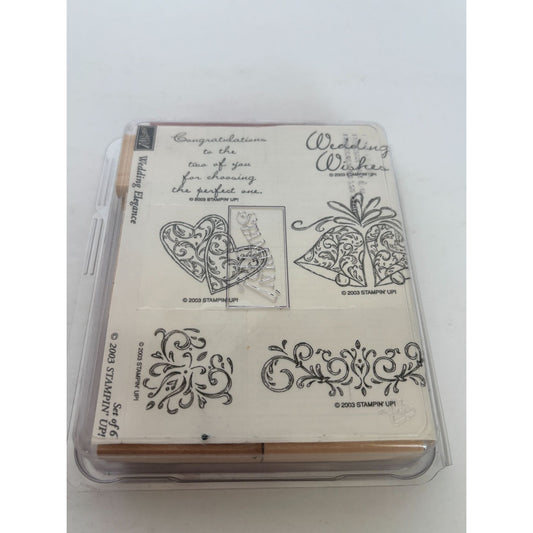 Wedding Elegance
Congratulations
to the
two of you
for choosing
the perfect one.
© 2003 STAMPIN' UP!
Wedding
Wishes
© 2003 STAMPIN' UP!
© 2003 STAMPIN' UP!
© 2003 STAMPIN' UP!
© 2003 STAMPIN' UP!
© 2003 STAMPIN' UP!
Set of 6
© 2003 STAMPIN' UP!